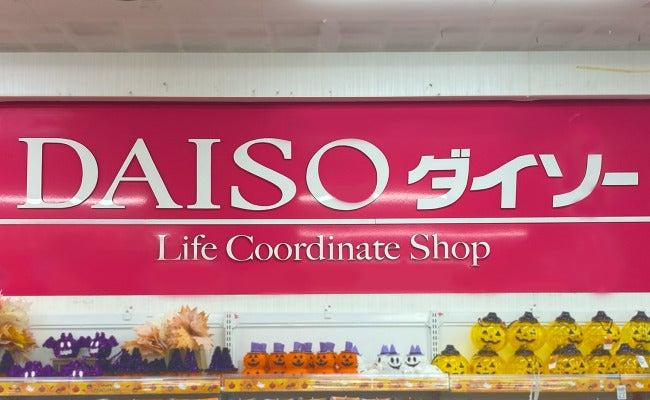 DAISO ダイソー
Life Coordinate Shop